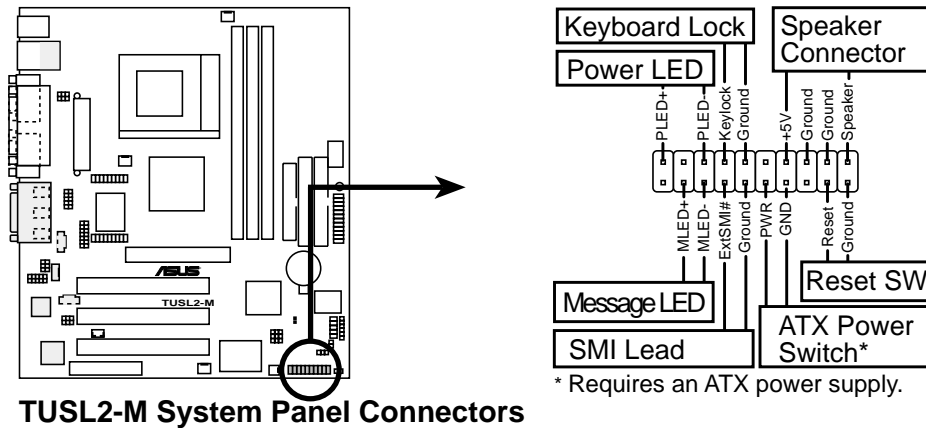 Keyboard Lock
Power LED
Speaker
Connector
PLED+
PLED-
Keylock
Ground
+5V
Ground
Ground
Speaker
MLED+
MLED-
ExtSMI#
Ground
PWR
GND
Reset
Ground
Message LED
SMI Lead
Reset SW
ATX Power
Switch*
* Requires an ATX power supply.
ASUS
TUSL2-M
TUSL2-M System Panel Connectors